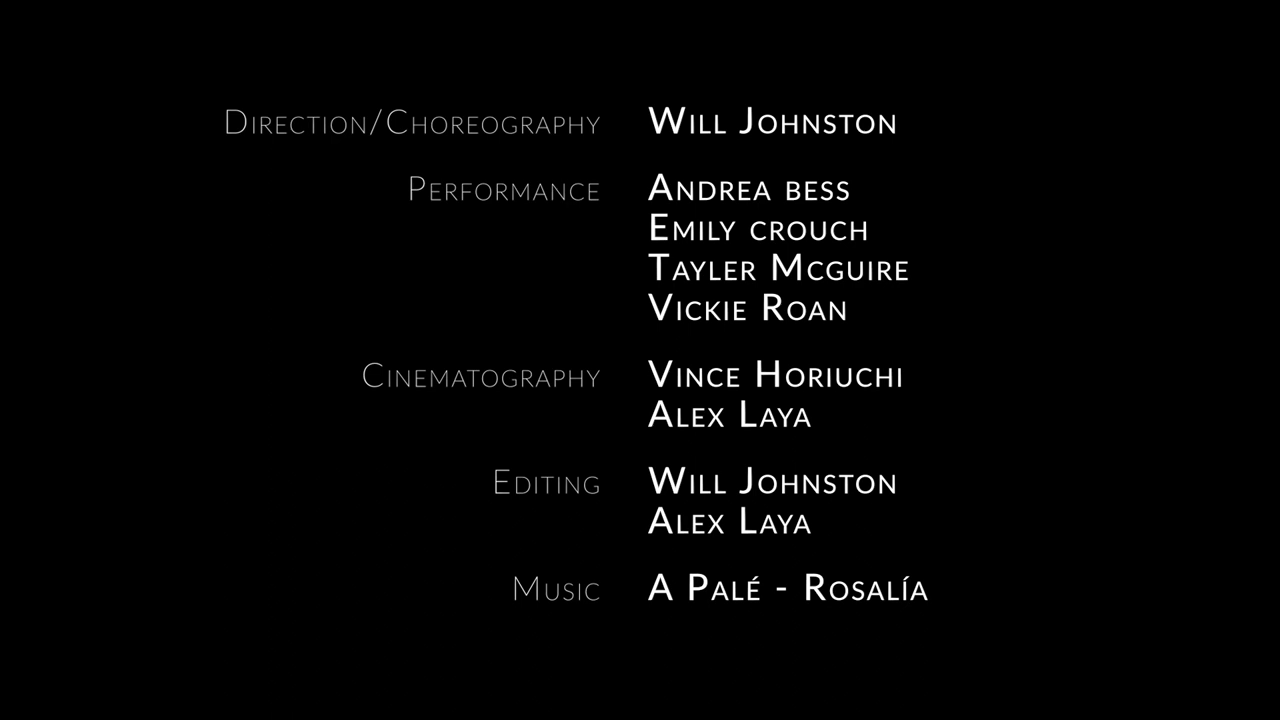 Direction/Choreography Will Johnston
Performance Andrea bess
Emily crouch
Tayler Mcguire
Vickie Roan
Cinematography Vince Horiuchi
Alex Laya
Editing Will Johnston
Alex Laya
Music A Palé - Rosalía